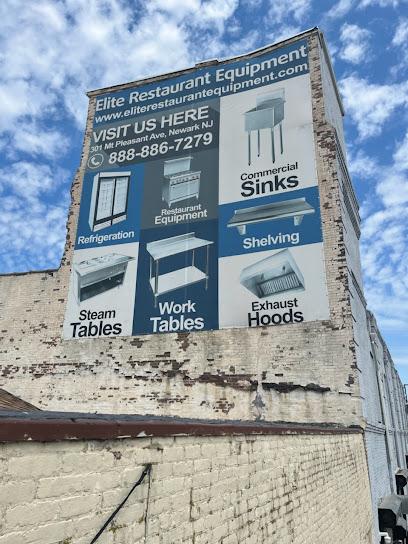 Elite Restaurant Equipment
www.eliterestaurantequipment.com
VISIT US HERE
301 Mt Pleasant Ave, Newark NJ
888-886-7279
Commercial
Sinks
Refrigeration
Restaurant
Equipment
Shelving
Steam
Tables
Work
Tables
Exhaust
Hoods